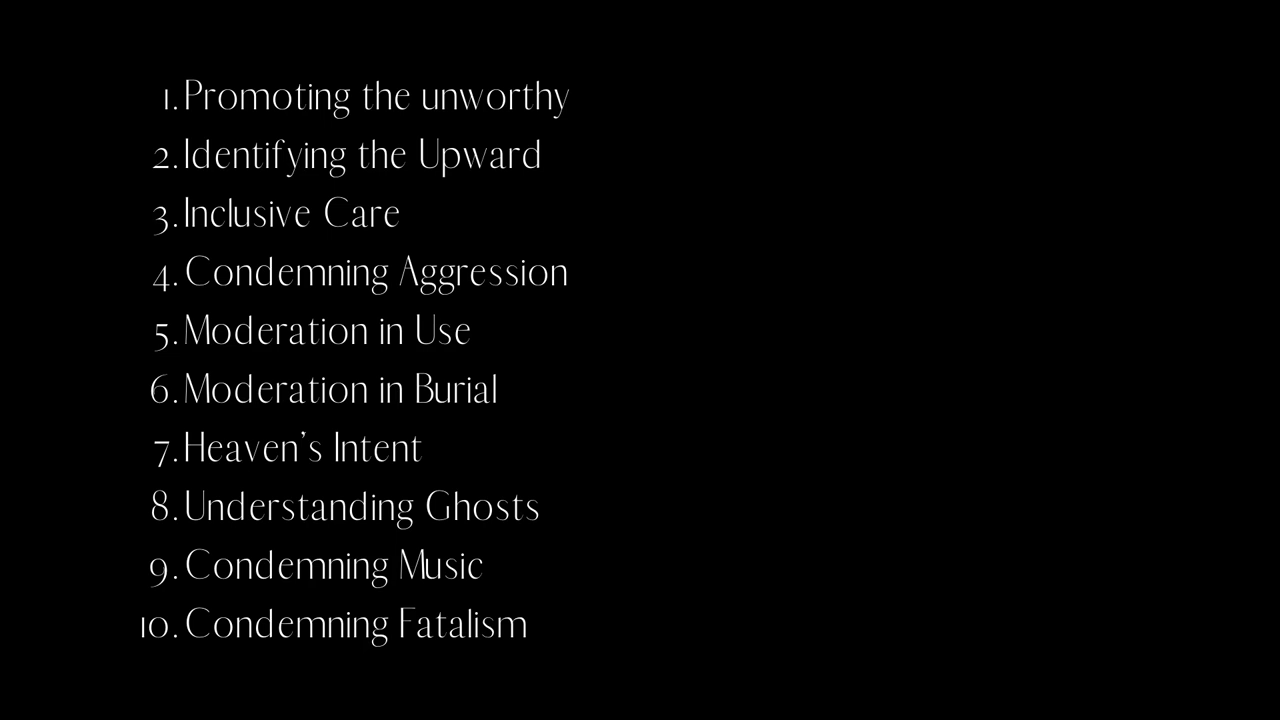 1. Promoting the unworthy
2. Identifying the Upward
3. Inclusive Care
4. Condemning Aggression
5. Moderation in Use
6. Moderation in Burial
7. Heaven's Intent
8. Understanding Ghosts
9. Condemning Music
10. Condemning Fatalism